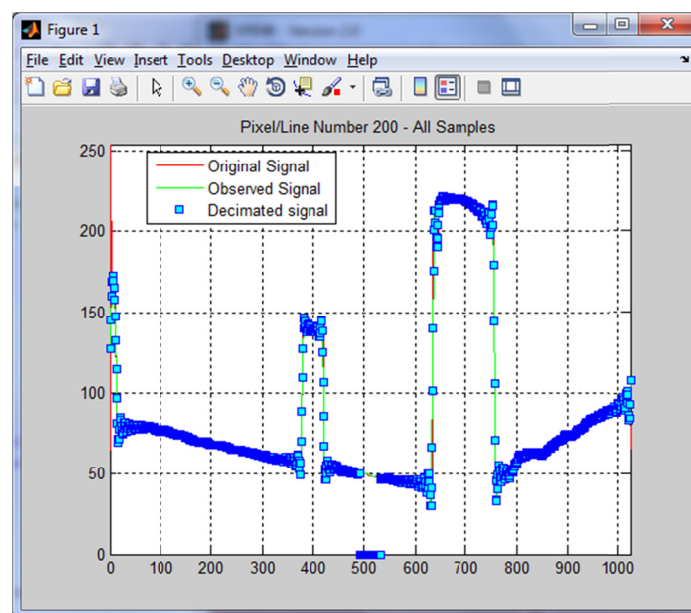 Figure 1
File Edit View Insert Tools Desktop Window Help
Pixel/Line Number 200 - All Samples
Original Signal
Observed Signal
Decimated signal
250
200
150
100
50
0
0 100 200 300 400 500 600 700 800 900 1000